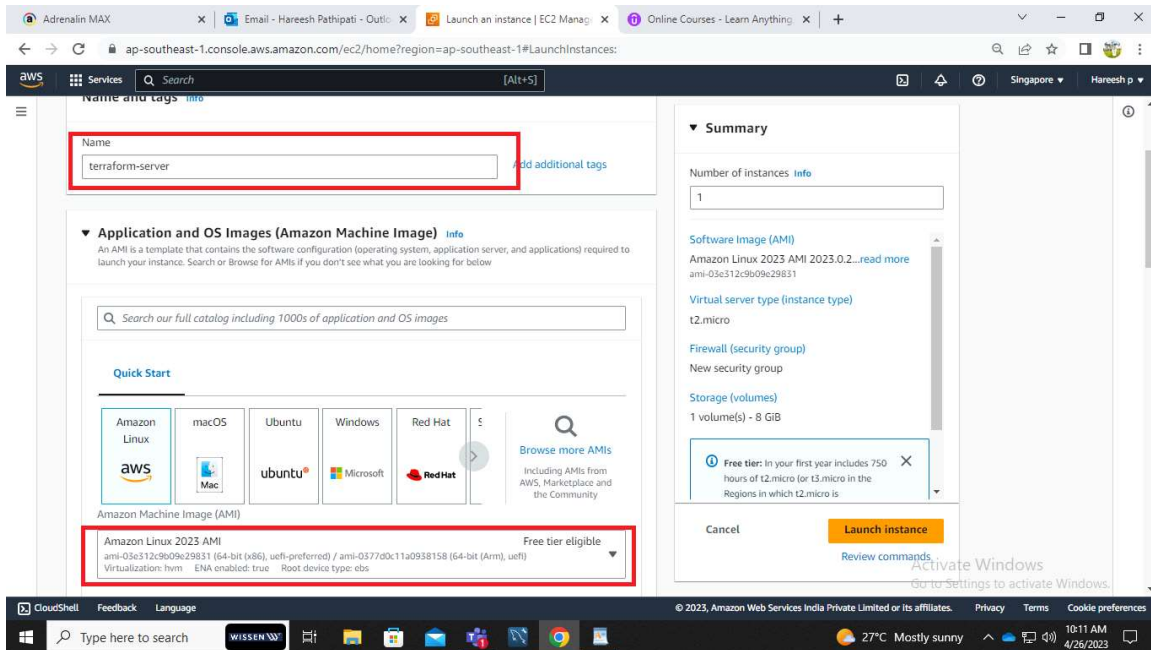 Adrenalin MAX
Email - Hareesh Pathipati - Outlo
Launch an instance | EC2 Manag
Online Courses - Learn Anything
ap-southeast-1.console.aws.amazon.com/ec2/home?region=ap-southeast-1#LaunchInstances:
aws
Services
Search
[Alt+S]
Singapore
Hareesh p
Name and tags Info
Name
terraform-server
Add additional tags
Application and OS Images (Amazon Machine Image) Info
An AMI is a template that contains the software configuration (operating system, application server, and applications) required to
launch your instance. Search or Browse for AMIs if you don't see what you are looking for below
Search our full catalog including 1000s of application and OS images
Quick Start
Amazon
Linux
aws
macOS
Mac
Ubuntu
ubuntu®
Windows
Microsoft
Red Hat
RedHat
S
Browse more AMIs
Including AMIs from
AWS, Marketplace and
the Community
Amazon Machine Image (AMI)
Amazon Linux 2023 AMI
Free tier eligible
ami-03e312c9b09e29831 (64-bit (x86), uefi-preferred) / ami-0377d0c11a0938158 (64-bit (Arm), uefi)
Virtualization: hvm ENA enabled: true Root device type: ebs
Summary
Number of instances Info
1
Software Image (AMI)
Amazon Linux 2023 AMI 2023.0.2...read more
ami-03e312c9b09e29831
Virtual server type (instance type)
t2.micro
Firewall (security group)
New security group
Storage (volumes)
1 volume(s) - 8 GiB
Free tier: In your first year includes 750
hours of t2.micro (or t3.micro in the
Regions in which t2.micro is
Cancel
Launch instance
Review commands
Activate Windows
Go to Settings to activate Windows.
CloudShell
Feedback
Language
© 2023, Amazon Web Services India Private Limited or its affiliates.
Privacy
Terms
Cookie preferences
Type here to search
WISSEN
27°C Mostly sunny
10:11 AM
4/26/2023